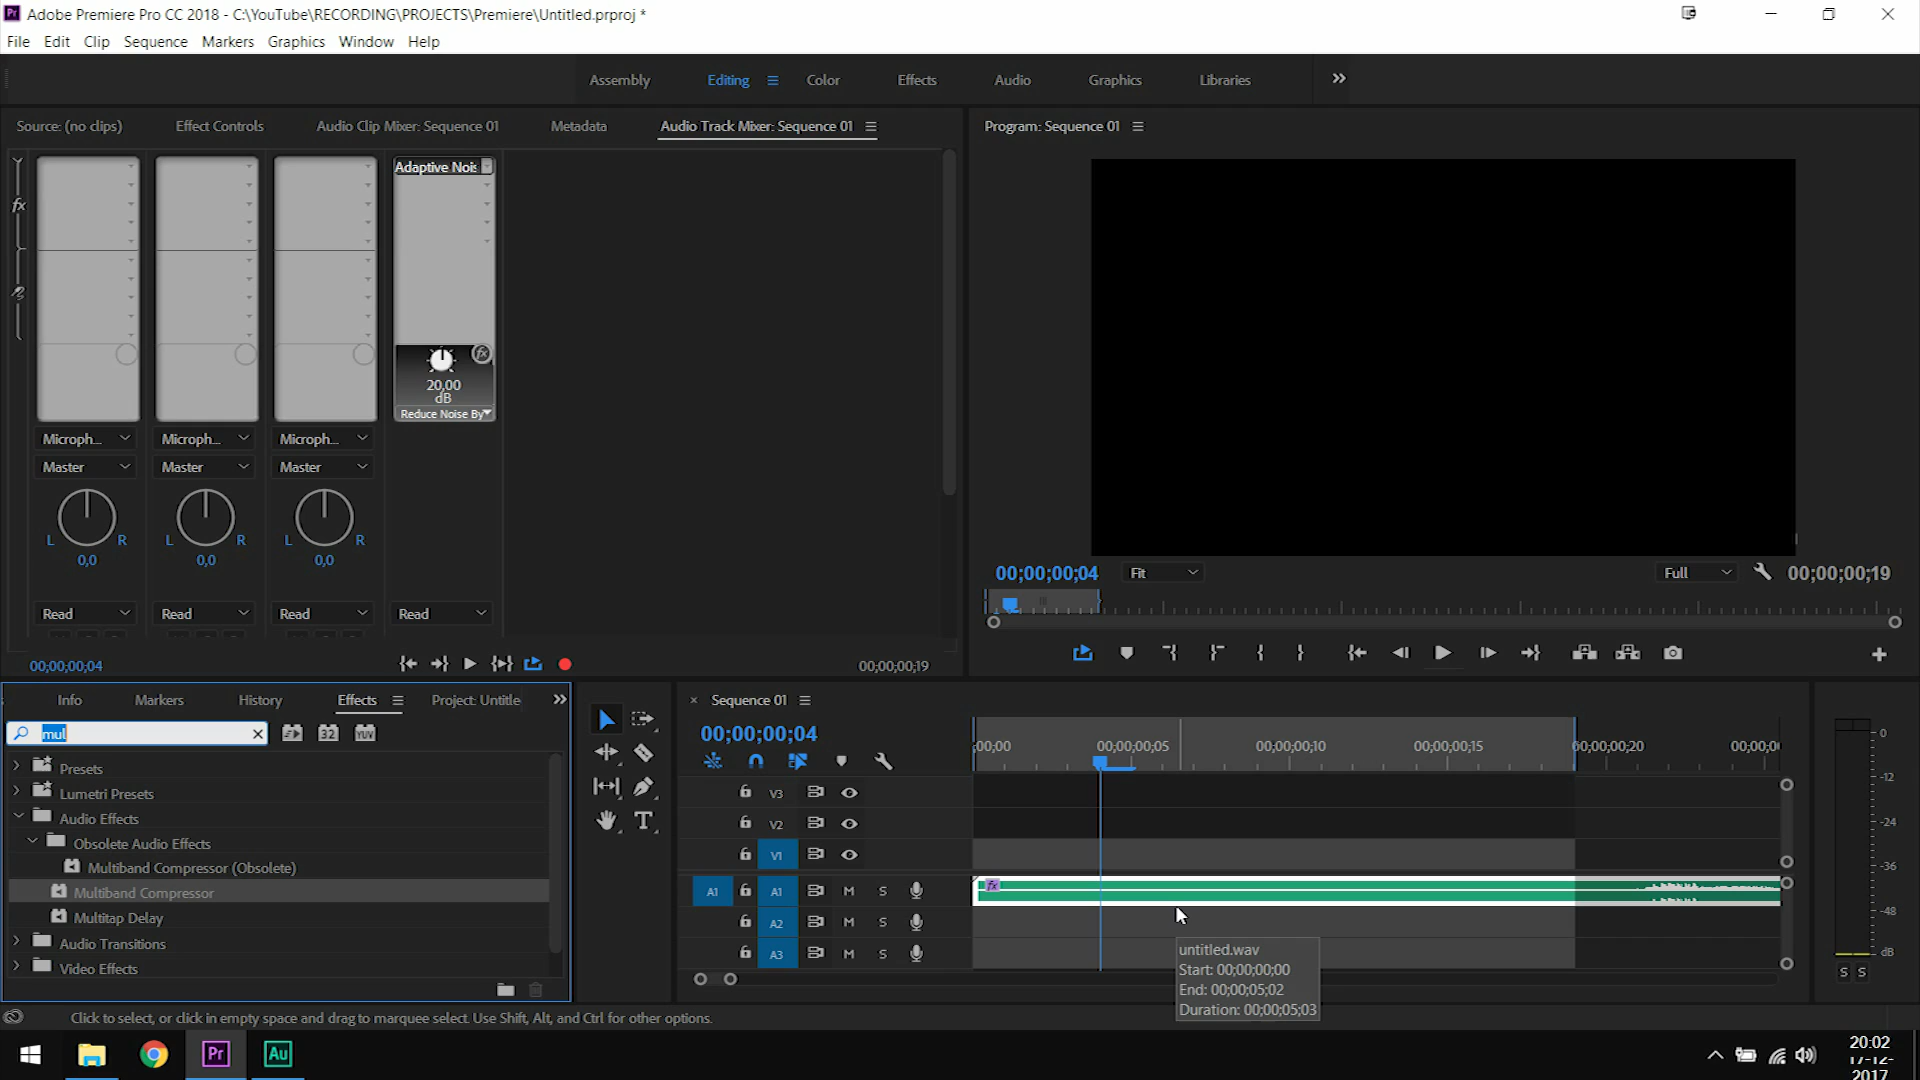 Adobe Premiere Pro CC 2018 - C:\YouTube\RECORDING\PROJECTS\Premiere\Untitled.prproj *
File Edit Clip Sequence Markers Graphics Window Help
Assembly Editing Color Effects Audio Graphics Libraries
Source: (no clips) Effect Controls Audio Clip Mixer: Sequence 01 Metadata Audio Track Mixer: Sequence 01
Program: Sequence 01
Adaptive Nois
fx
20,00
dB
Reduce Noise By
Microph... Microph... Microph...
Master Master Master
L R L R L R
0,0 0,0 0,0
Read Read Read Read
00;00;00;04 00;00;00;19
00;00;00;04 Fit Full 00;00;00;19
Info Markers History Effects Project: Untitle
mul
32 YUV
Presets
Lumetri Presets
Audio Effects
Obsolete Audio Effects
Multiband Compressor (Obsolete)
Multiband Compressor
Multitap Delay
Audio Transitions
Video Effects
T
Sequence 01
00;00;00;04
;00;00 00;00;00;05 00;00;00;10 00;00;00;15 00;00;00;20
V3
V2
V1
A1 A1 M S fx
A2 M S
A3 M S
untitled.wav
Start: 00;00;00;00
End: 00;00;05;02
Duration: 00;00;05;03
0
-12
-24
-36
-48
dB
S S
Click to select, or click in empty space and drag to marquee select. Use Shift, Alt, and Ctrl for other options.
Pr Au
20:02
17-12-
2017